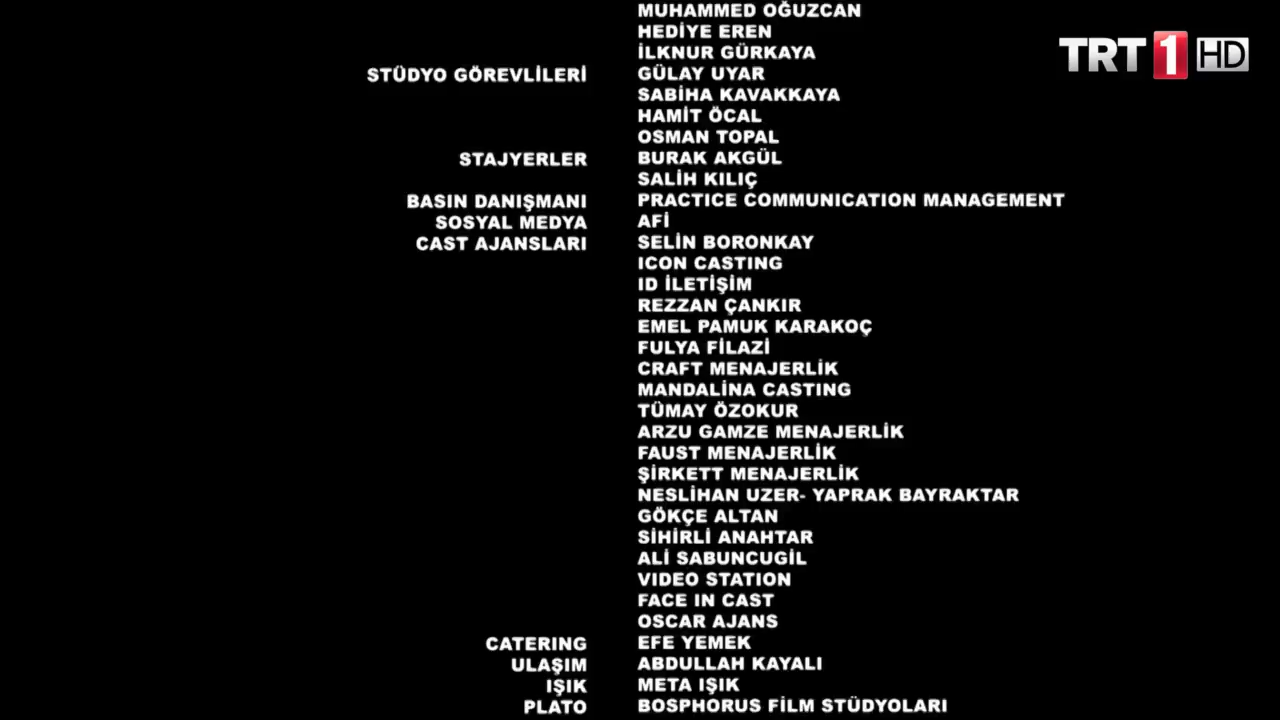 MUHAMMED OĞUZCAN
HEDİYE EREN
İLKNUR GÜRKAYA
TRT 1 HD
STÜDYO GÖREVLİLERİ GÜLAY UYAR
SABİHA KAVAKKAYA
HAMİT ÖCAL
OSMAN TOPAL
STAJYERLER BURAK AKGÜL
SALİH KILIÇ
BASIN DANIŞMANI PRACTICE COMMUNICATION MANAGEMENT
SOSYAL MEDYA AFİ
CAST AJANSLARI SELİN BORONKAY
ICON CASTING
ID İLETİŞİM
REZZAN ÇANKIR
EMEL PAMUK KARAKOÇ
FULYA FİLAZİ
CRAFT MENAJERLİK
MANDALİNA CASTING
TÜMAY ÖZOKUR
ARZU GAMZE MENAJERLİK
FAUST MENAJERLİK
ŞİRKETT MENAJERLİK
NESLİHAN UZER- YAPRAK BAYRAKTAR
GÖKÇE ALTAN
SİHİRLİ ANAHTAR
ALİ SABUNCUGİL
VIDEO STATION
FACE IN CAST
OSCAR AJANS
CATERING EFE YEMEK
ULAŞIM ABDULLAH KAYALI
IŞIK META IŞIK
PLATO BOSPHORUS FİLM STÜDYOLARI